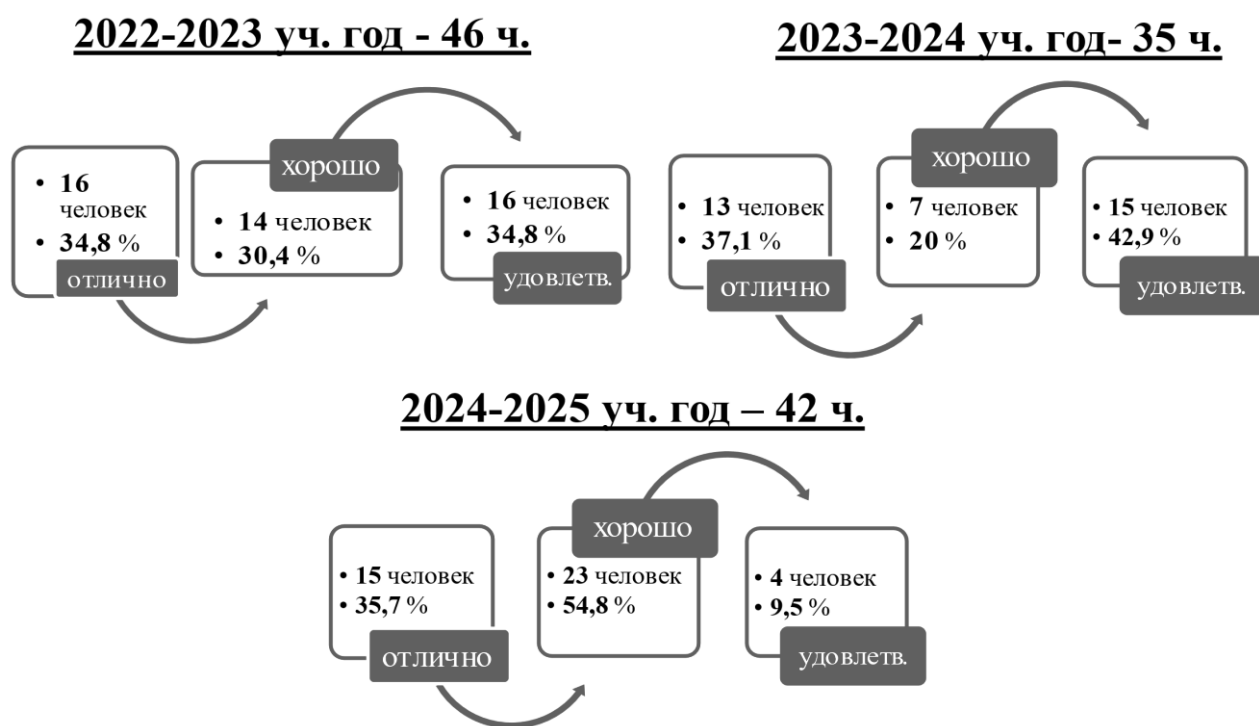 2022-2023 уч. год - 46 ч.
• 16
человек
• 34,8 %
отлично
хорошо
• 14 человек
• 30,4 %
• 16 человек
• 34,8 %
удовлетв.
2023-2024 уч. год- 35 ч.
• 13 человек
• 37,1 %
отлично
хорошо
• 7 человек
• 20 %
• 15 человек
• 42,9 %
удовлетв.
2024-2025 уч. год – 42 ч.
• 15 человек
• 35,7 %
отлично
хорошо
• 23 человек
• 54,8 %
• 4 человек
• 9,5 %
удовлетв.